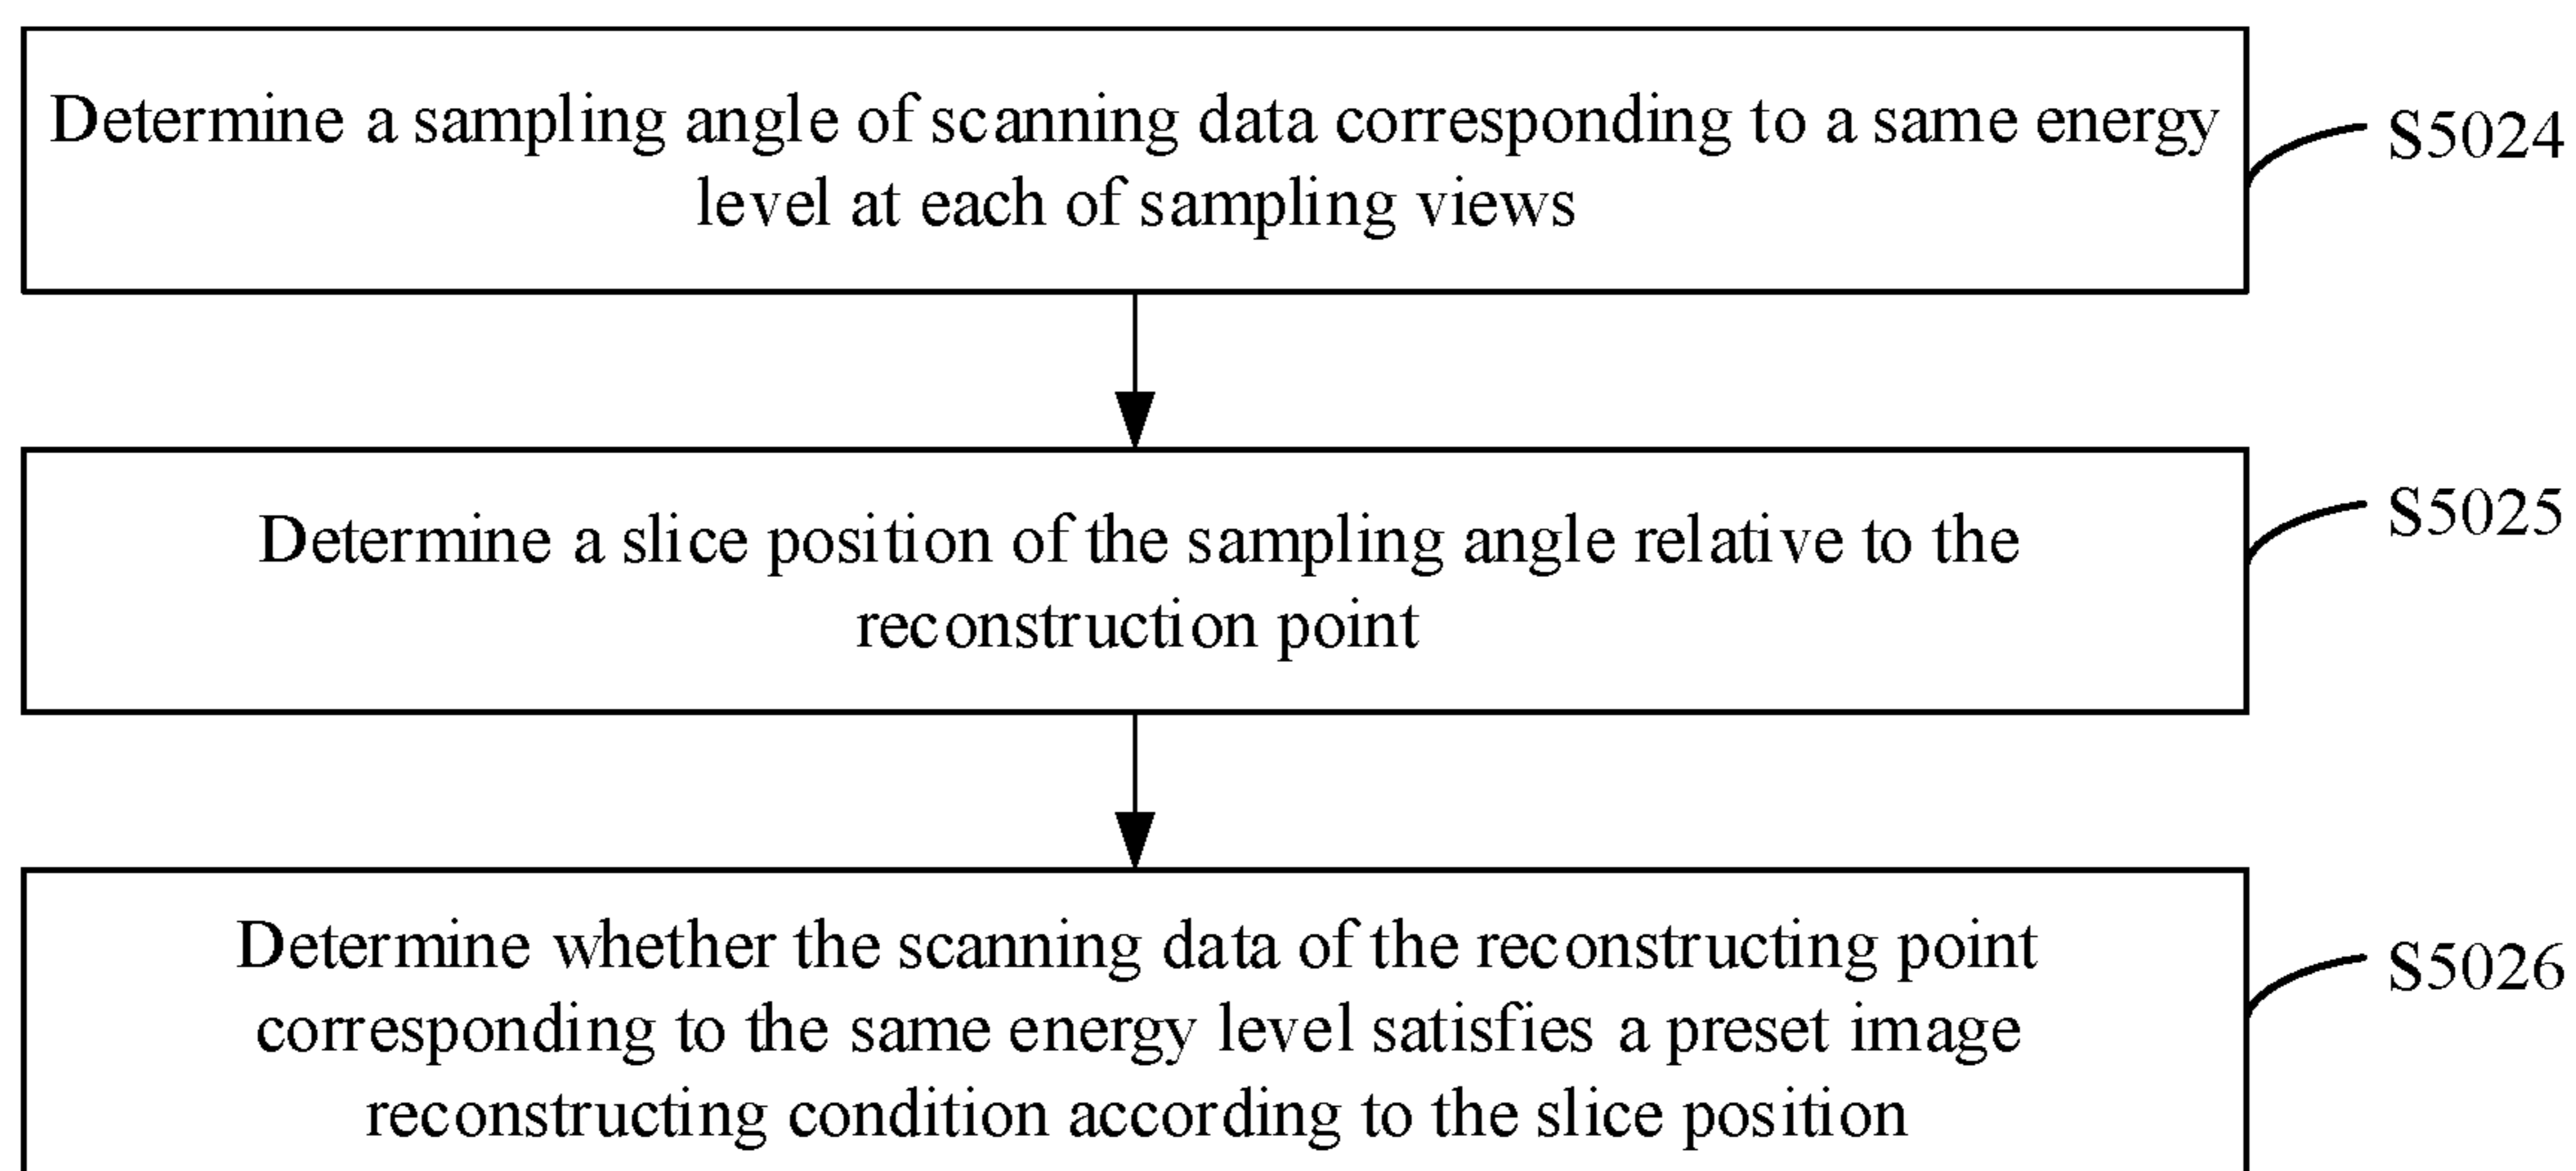 Determine a sampling angle of scanning data corresponding to a same energy
level at each of sampling views
S5024
Determine a slice position of the sampling angle relative to the
reconstruction point
S5025
Determine whether the scanning data of the reconstructing point
corresponding to the same energy level satisfies a preset image
reconstructing condition according to the slice position
S5026